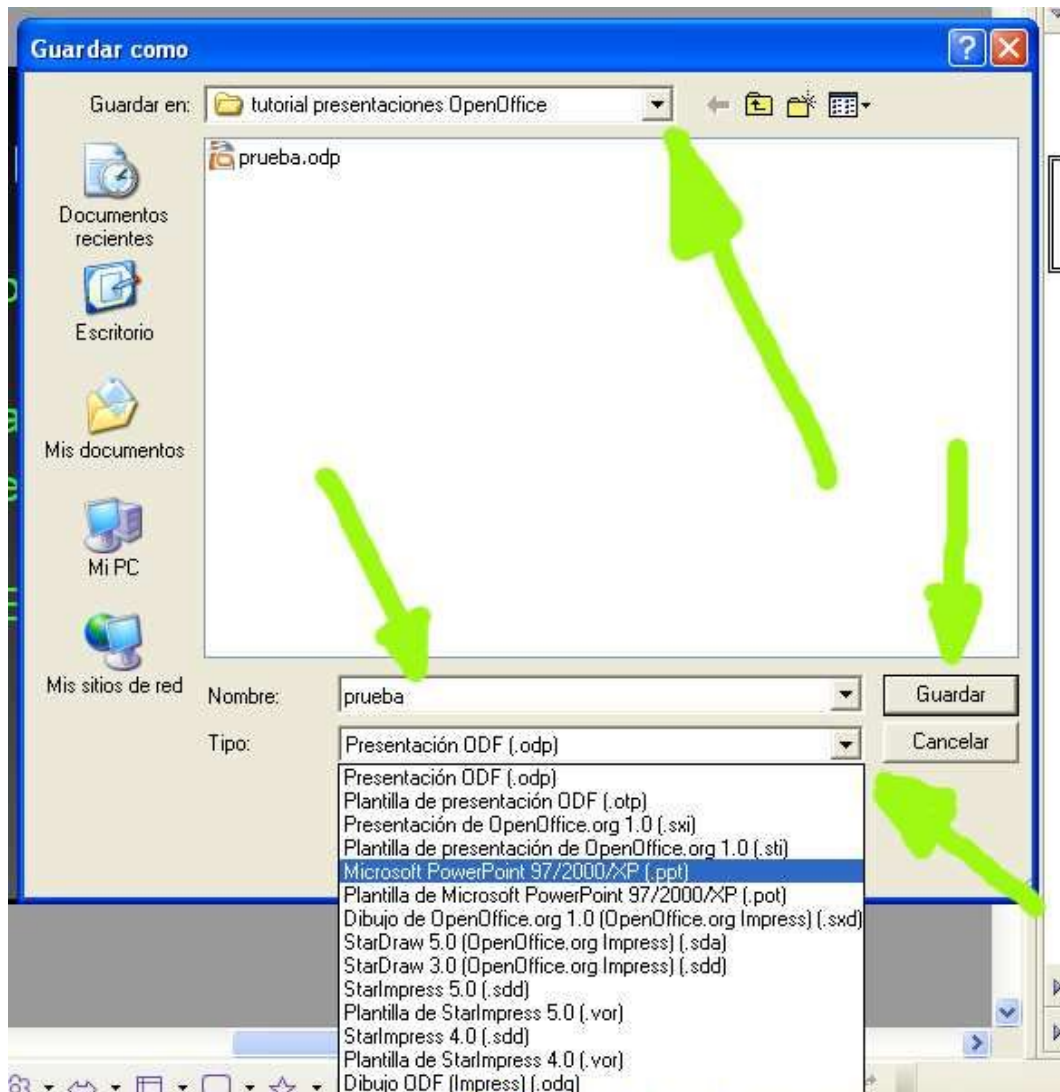 Guardar como
Guardar en:
tutorial presentaciones OpenOffice
prueba.odp
Documentos
recientes
Escritorio
Mis documentos
Mi PC
Mis sitios de red
Nombre:
prueba
Guardar
Tipo:
Presentación ODF (.odp)
Cancelar
Presentación ODF (.odp)
Plantilla de presentación ODF (.otp)
Presentación de OpenOffice.org 1.0 (.sxi)
Plantilla de presentación de OpenOffice.org 1.0 (.sti)
Microsoft PowerPoint 97/2000/XP (.ppt)
Plantilla de Microsoft PowerPoint 97/2000/XP (.pot)
Dibujo de OpenOffice.org 1.0 (OpenOffice.org Impress) (.sxd)
StarDraw 5.0 (OpenOffice.org Impress) (.sda)
StarDraw 3.0 (OpenOffice.org Impress) (.sdd)
StarImpress 5.0 (.sdd)
Plantilla de StarImpress 5.0 (.vor)
StarImpress 4.0 (.sdd)
Plantilla de StarImpress 4.0 (.vor)
Dibujo ODF (Impress) (.odg)